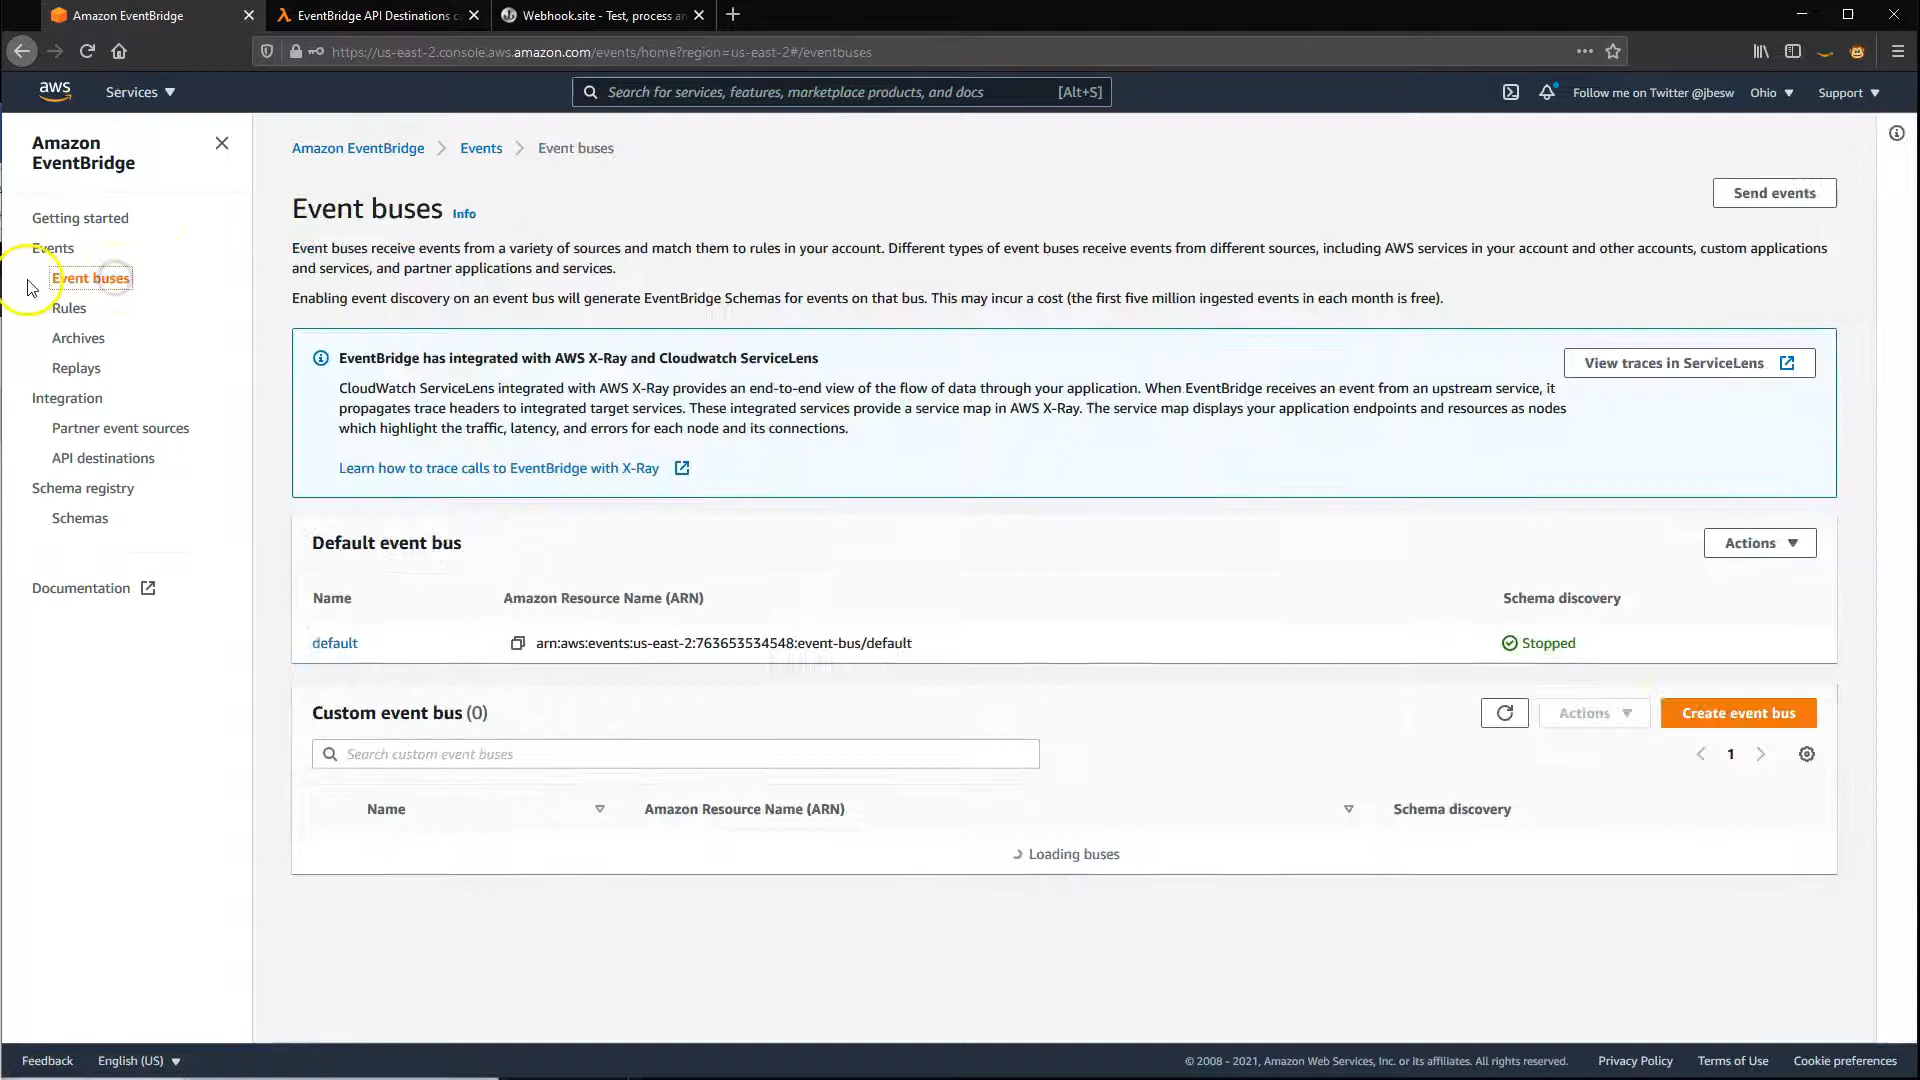 Amazon EventBridge
EventBridge API Destinations c
Webhook.site - Test, process an
https://us-east-2.console.aws.amazon.com/events/home?region=us-east-2#/eventbuses
aws
Services
Search for services, features, marketplace products, and docs
[Alt+S]
Follow me on Twitter @jbesw
Ohio
Support
Amazon
EventBridge
Getting started
Events
Event buses
Rules
Archives
Replays
Integration
Partner event sources
API destinations
Schema registry
Schemas
Documentation
Amazon EventBridge
Events
Event buses
Event buses Info
Send events
Event buses receive events from a variety of sources and match them to rules in your account. Different types of event buses receive events from different sources, including AWS services in your account and other accounts, custom applications
and services, and partner applications and services.
Enabling event discovery on an event bus will generate EventBridge Schemas for events on that bus. This may incur a cost (the first five million ingested events in each month is free).
EventBridge has integrated with AWS X-Ray and Cloudwatch ServiceLens
View traces in ServiceLens
CloudWatch ServiceLens integrated with AWS X-Ray provides an end-to-end view of the flow of data through your application. When EventBridge receives an event from an upstream service, it
propagates trace headers to integrated target services. These integrated services provide a service map in AWS X-Ray. The service map displays your application endpoints and resources as nodes
which highlight the traffic, latency, and errors for each node and its connections.
Learn how to trace calls to EventBridge with X-Ray
Default event bus
Actions
Name
Amazon Resource Name (ARN)
Schema discovery
default
arn:aws:events:us-east-2:763653534548:event-bus/default
Stopped
Custom event bus (0)
Actions
Create event bus
Search custom event buses
1
Name
Amazon Resource Name (ARN)
Schema discovery
Loading buses
Feedback
English (US)
© 2008 - 2021, Amazon Web Services, Inc. or its affiliates. All rights reserved.
Privacy Policy
Terms of Use
Cookie preferences